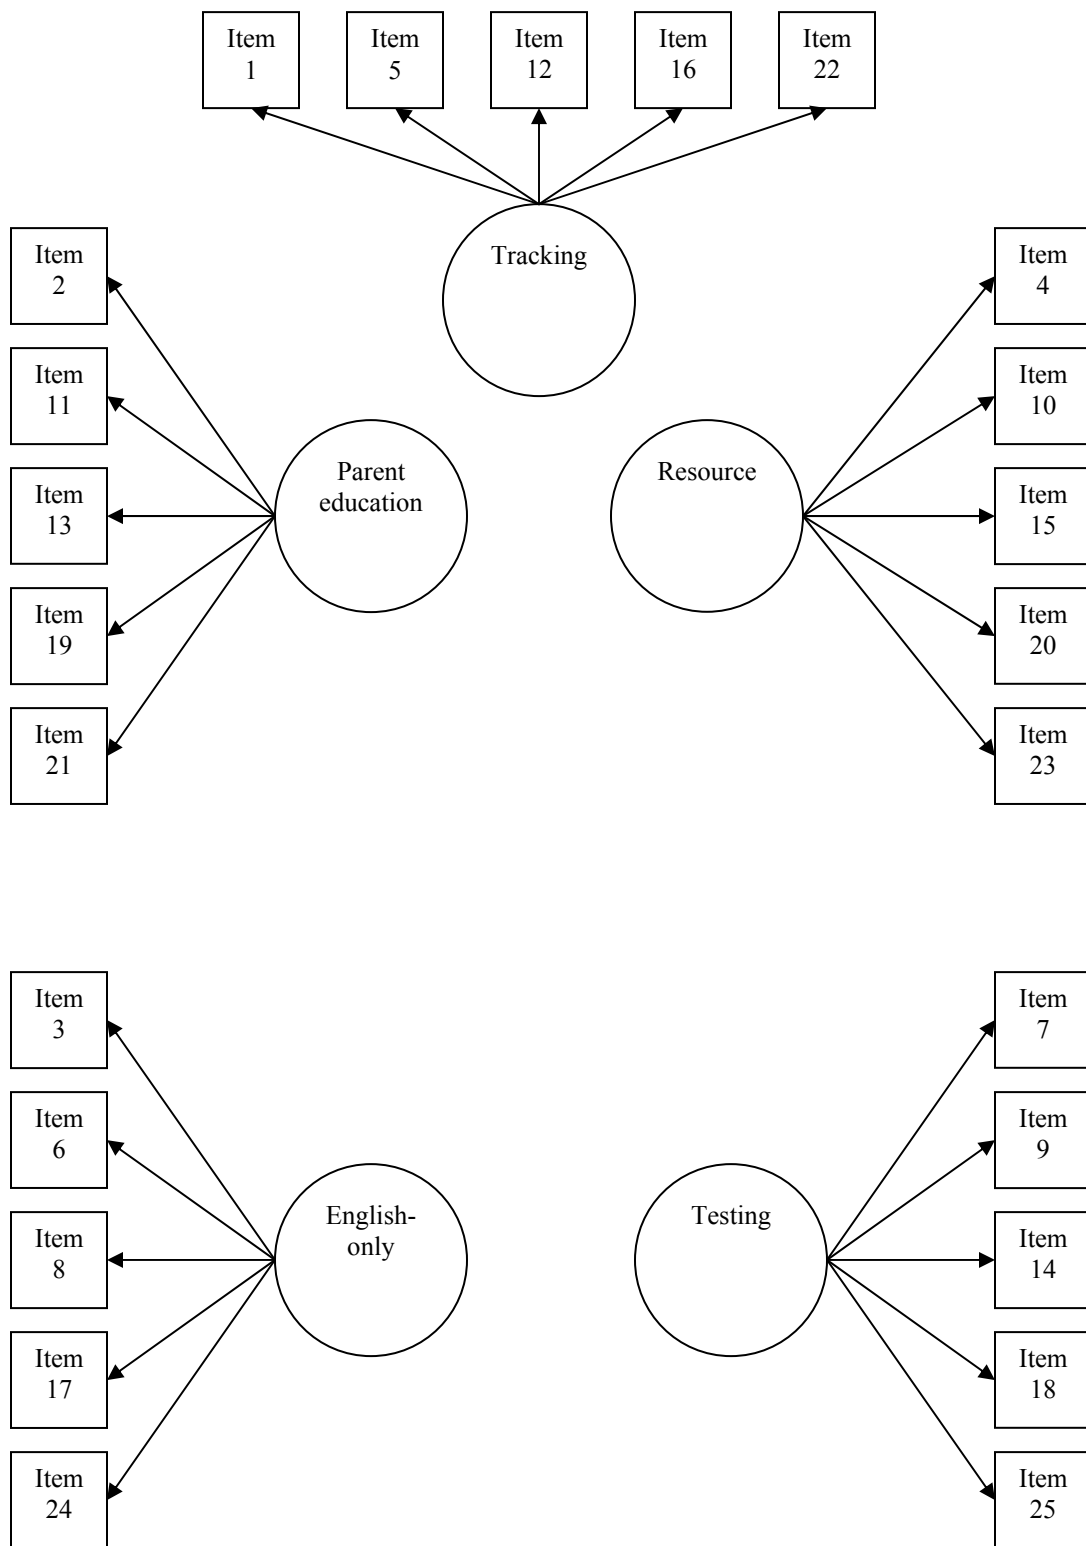 Item
1
Item
5
Item
12
Item
16
Item
22
Tracking
Item
2
Item
11
Item
13
Item
19
Item
21
Parent
education
Resource
Item
4
Item
10
Item
15
Item
20
Item
23
Item
3
Item
6
Item
8
Item
17
Item
24
English-
only
Testing
Item
7
Item
9
Item
14
Item
18
Item
25